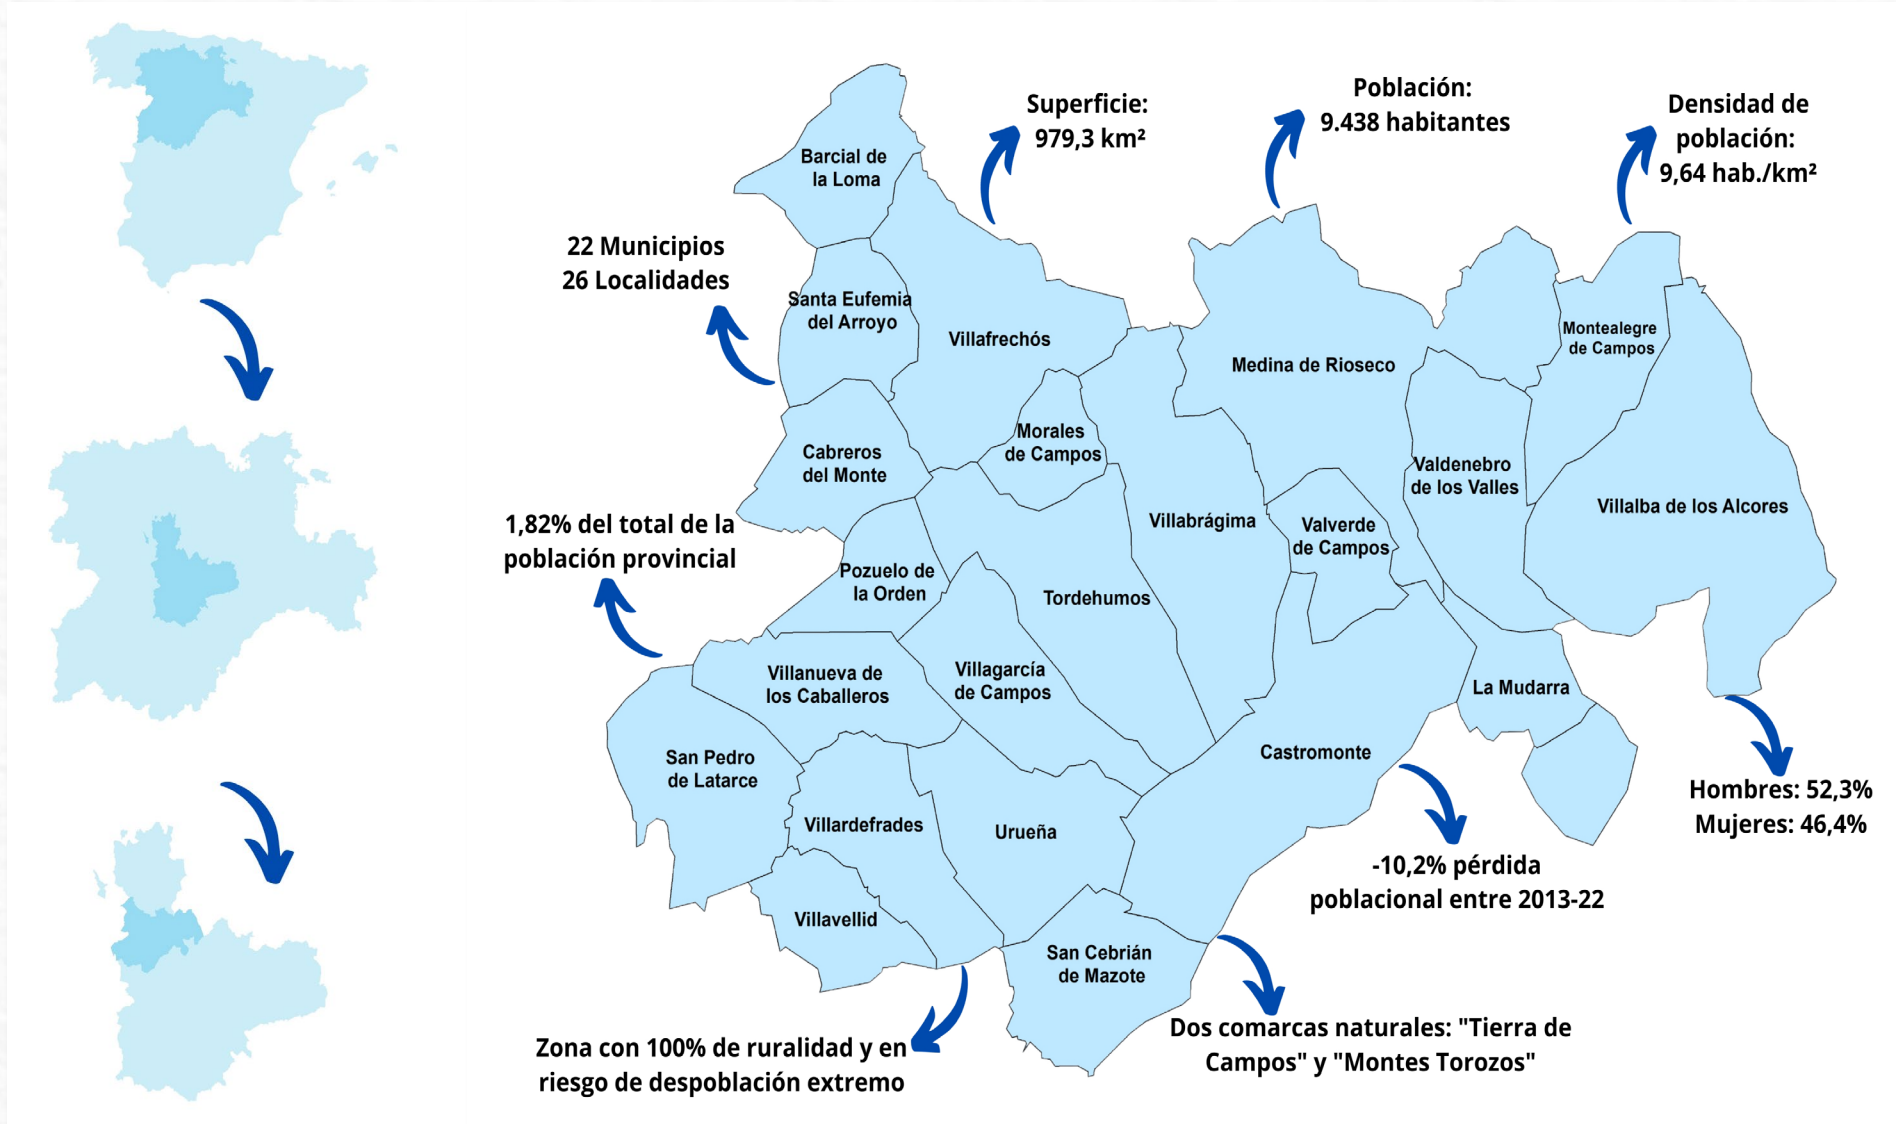 Superficie:
979,3 km²
Población:
9.438 habitantes
Densidad de
población:
9,64 hab./km²
22 Municipios
26 Localidades
1,82% del total de la
población provincial
Barcial de
la Loma
Santa Eufemia
del Arroyo
Villafrechós
Medina de Rioseco
Montealegre
de Campos
Morales
de Campos
Cabreros
del Monte
Valdenebro
de los Valles
Villalba de los Alcores
Villabrágima
Valverde
de Campos
Pozuelo de
la Orden
Tordehumos
Villanueva de
los Caballeros
Villagarcía
de Campos
La Mudarra
San Pedro
de Latarce
Castromonte
Villardefrades
Urueña
Villavellid
San Cebrián
de Mazote
Hombres: 52,3%
Mujeres: 46,4%
-10,2% pérdida
poblacional entre 2013-22
Dos comarcas naturales: "Tierra de
Campos" y "Montes Torozos"
Zona con 100% de ruralidad y en
riesgo de despoblación extremo